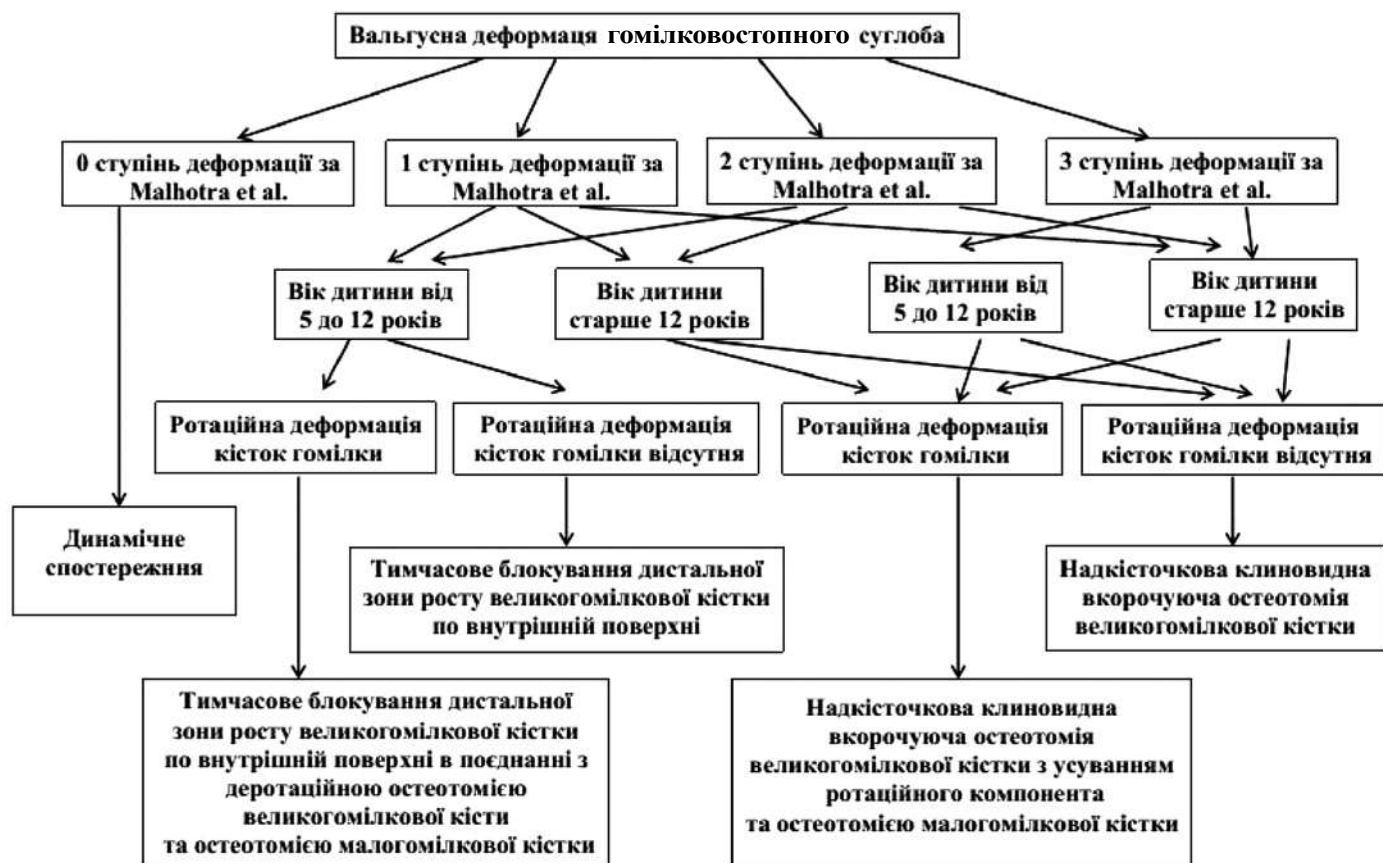 Вальгусна деформаця гомілковостопного суглоба
0 ступінь деформації за
Malhotra et al.
1 ступінь деформації за
Malhotra et al.
2 ступінь деформації за
Malhotra et al.
3 ступінь деформації за
Malhotra et al.
Вік дитини від
5 до 12 років
Вік дитини
старше 12 років
Вік дитини від
5 до 12 років
Вік дитини
старше 12 років
Ротаційна деформація
кісток гомілки
Ротаційна деформація
кісток гомілки відсутня
Ротаційна деформація
кісток гомілки
Ротаційна деформація
кісток гомілки відсутня
Динамічне
спостережння
Тимчасове блокування дистальної
зони росту великогомілкової кістки
по внутрішній поверхні
Надкісточкова клиновидна
вкорочуюча остеотомія
великогомілкової кістки
Тимчасове блокування дистальної
зони росту великогомілкової кістки
по внутрішній поверхні в поєднанні з
деротаційною остеотомією
великогомілкової кісти
та остеотомією малогомілкової кістки
Надкісточкова клиновидна
вкорочуюча остеотомія
великогомілкової кістки з усуванням
ротаційного компонента
та остеотомією малогомілкової кістки